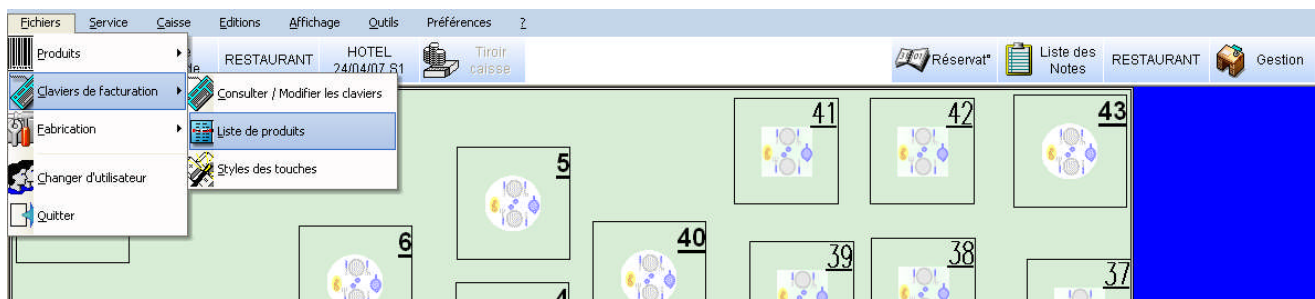 Fichiers Service Caisse Editions Affichage Outils Préférences ?
Produits
RESTAURANT
HOTEL
24/04/07 S1
Tiroir
caisse
Réservat°
Liste des
Notes
RESTAURANT
Gestion
Claviers de facturation
Consulter / Modifier les claviers
Fabrication
Liste de produits
Changer d'utilisateur
Styles des touches
Quitter
41
42
43
5
6
40
39
38
37
4